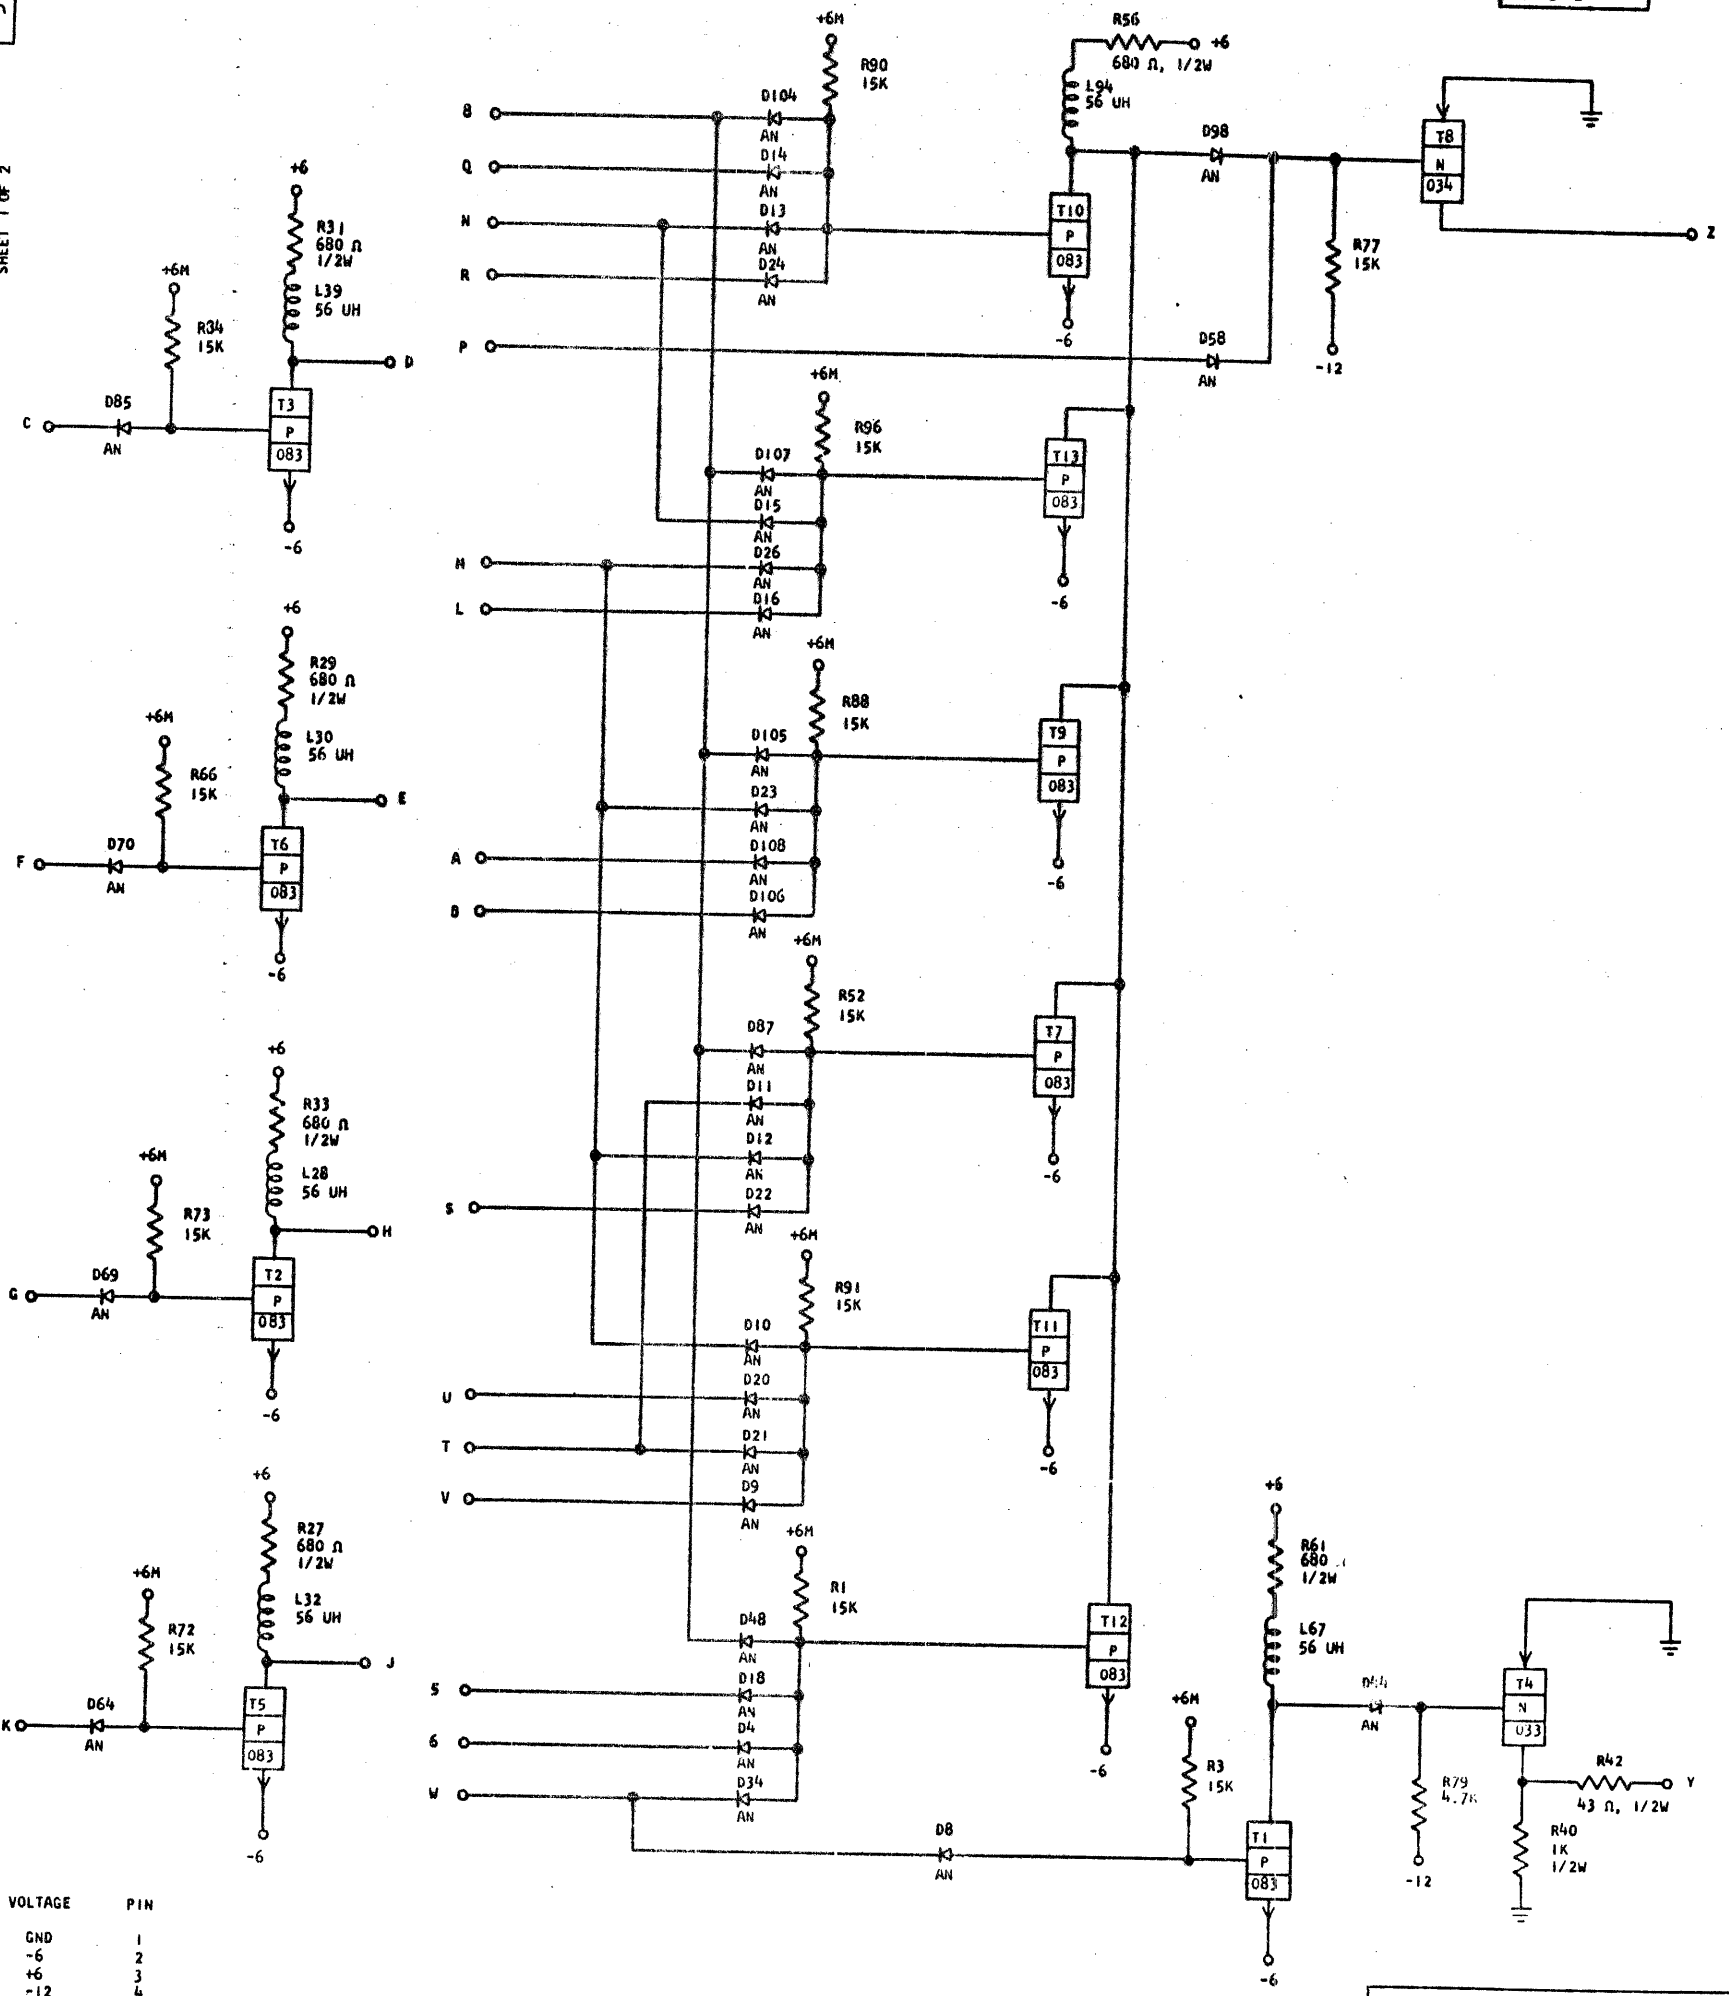 SHEET 1 OF 2
+6
R31
680 Ω
1/2W
L39
56 UH
D
+6M
R34
15K
C
D85
AN
T3
P
083
-6
+6
R29
680 Ω
1/2W
L30
56 UH
E
+6M
R66
15K
F
D70
AN
T6
P
083
-6
+6
R33
680 Ω
1/2W
L28
56 UH
H
+6M
R73
15K
G
D69
AN
T2
P
083
-6
+6
R27
680 Ω
1/2W
L32
56 UH
J
+6M
R72
15K
K
D64
AN
T5
P
083
-6
VOLTAGE PIN
GND 1
-6 2
+6 3
-12 4
+6M
R90
15K
8
D104
AN
Q
D14
AN
N
D13
AN
R
D24
AN
P
D58
AN
R56
680 Ω, 1/2W
+6
L94
56 UH
T10
P
083
-6
D98
AN
R77
15K
-12
T8
N
034
Z
+6M
R96
15K
D107
AN
D15
AN
D26
AN
L
D16
AN
T13
P
083
-6
+6M
R88
15K
D105
AN
D23
AN
A
D108
AN
D106
AN
T9
P
083
-6
+6M
R52
15K
D87
AN
D11
AN
D12
AN
S
D22
AN
T7
P
083
-6
+6M
R91
15K
D10
AN
U
D20
AN
T
D21
AN
V
D9
AN
T11
P
083
-6
+6M
R1
15K
D48
AN
5
D18
AN
6
D4
AN
W
D34
AN
T12
P
083
-6
D8
AN
+6M
R3
15K
T1
P
083
-6
+6
R61
680
1/2W
L67
56 UH
AN
R79
4.7K
-12
T4
N
033
R42
43 Ω, 1/2W
Y
R40
1K
1/2W